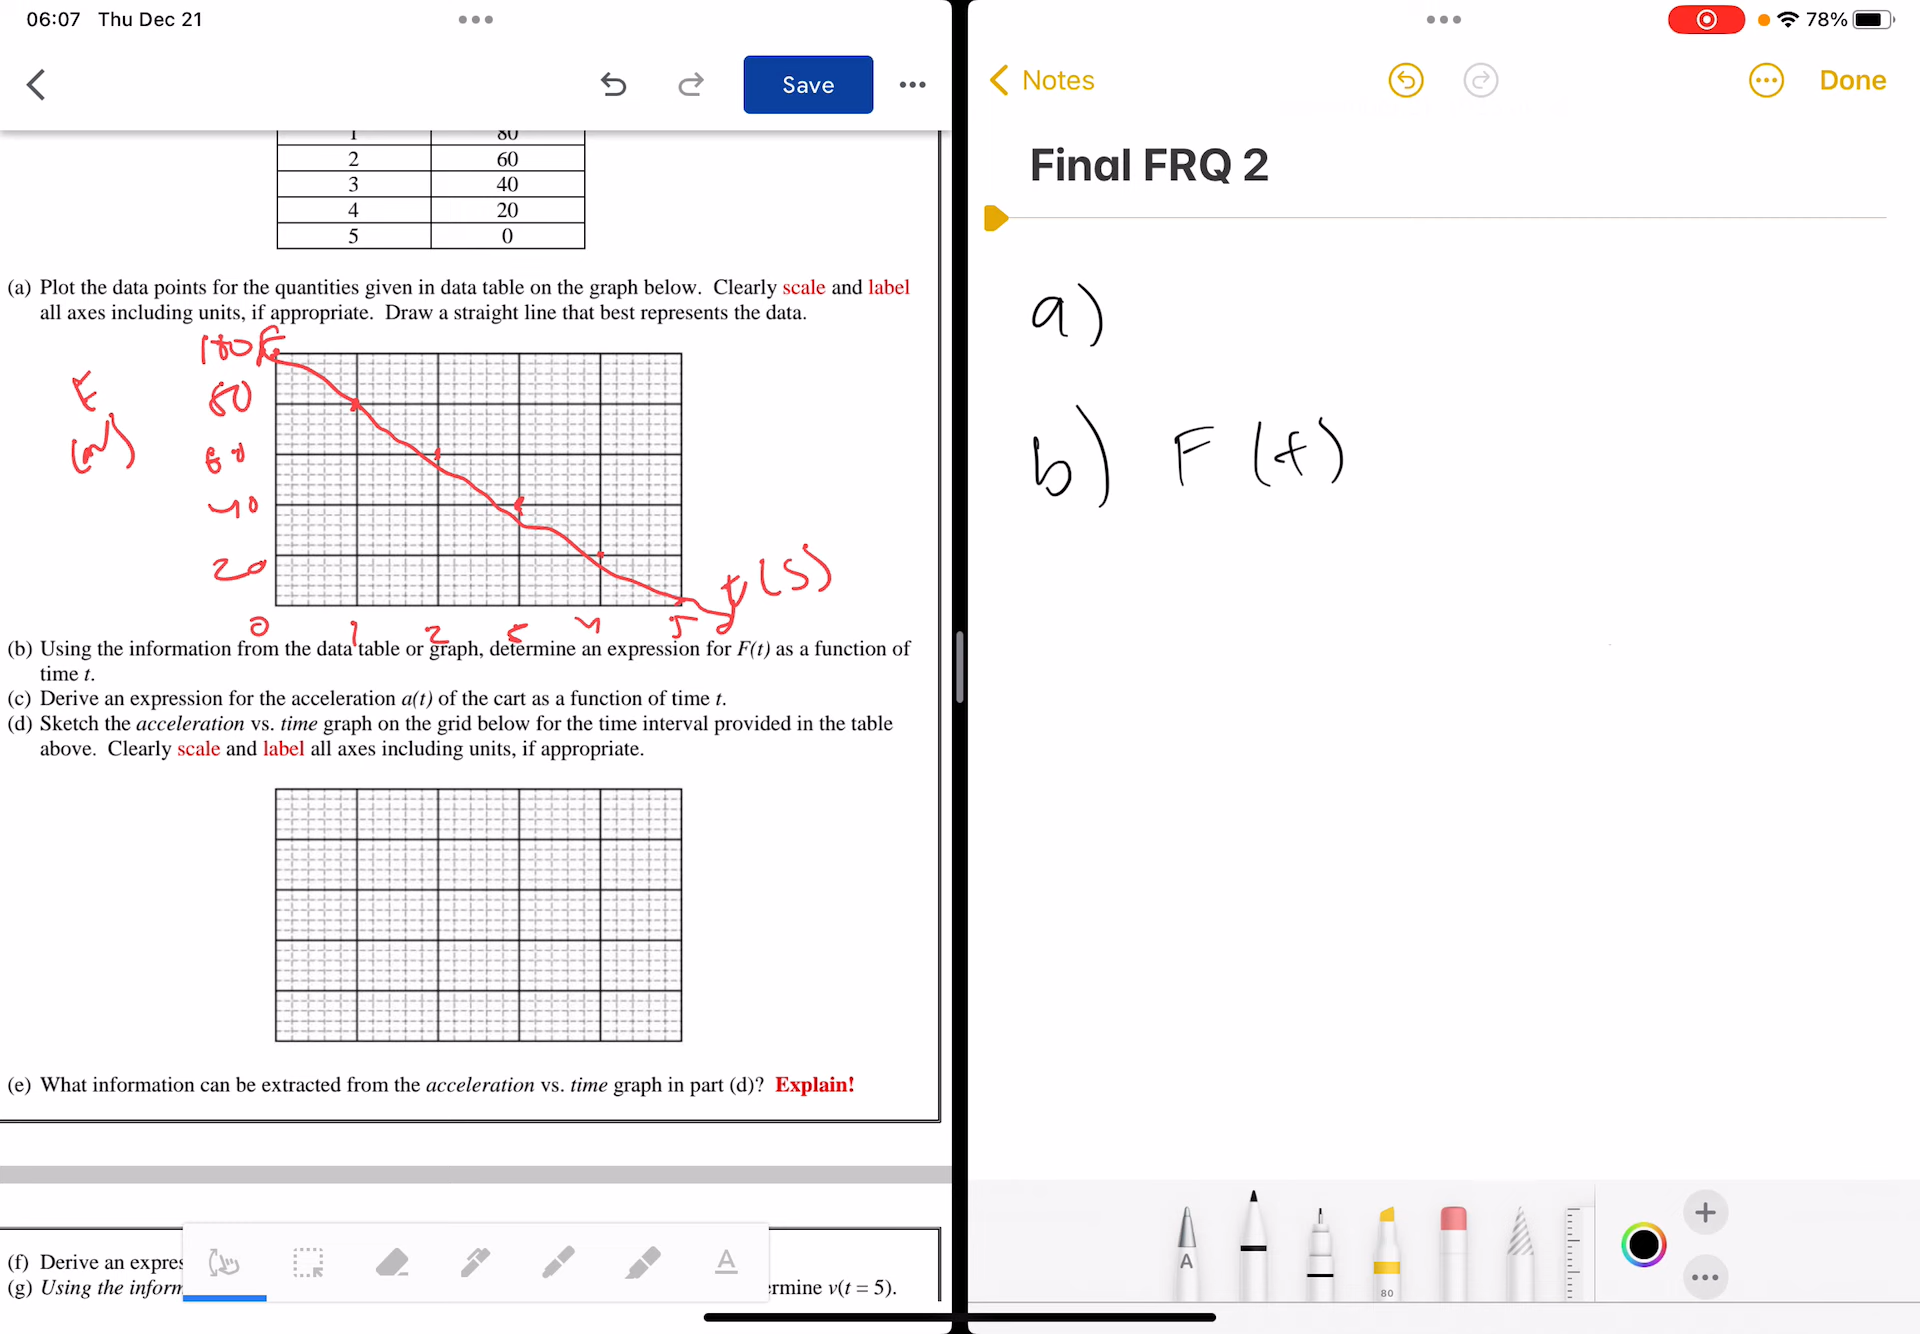 06:07 Thu Dec 21
78%
Save
Notes
Done
1 80
2 60
3 40
4 20
5 0
Final FRQ 2
(a) Plot the data points for the quantities given in data table on the graph below. Clearly scale and label
all axes including units, if appropriate. Draw a straight line that best represents the data.
a)
80
40
20
t (s)
0 1 2 4 5
b) F (t)
(b) Using the information from the data table or graph, determine an expression for F(t) as a function of
time t.
(c) Derive an expression for the acceleration a(t) of the cart as a function of time t.
(d) Sketch the acceleration vs. time graph on the grid below for the time interval provided in the table
above. Clearly scale and label all axes including units, if appropriate.
(e) What information can be extracted from the acceleration vs. time graph in part (d)? Explain!
(f) Derive an expres
(g) Using the inform
ermine v(t = 5).
A
A
80